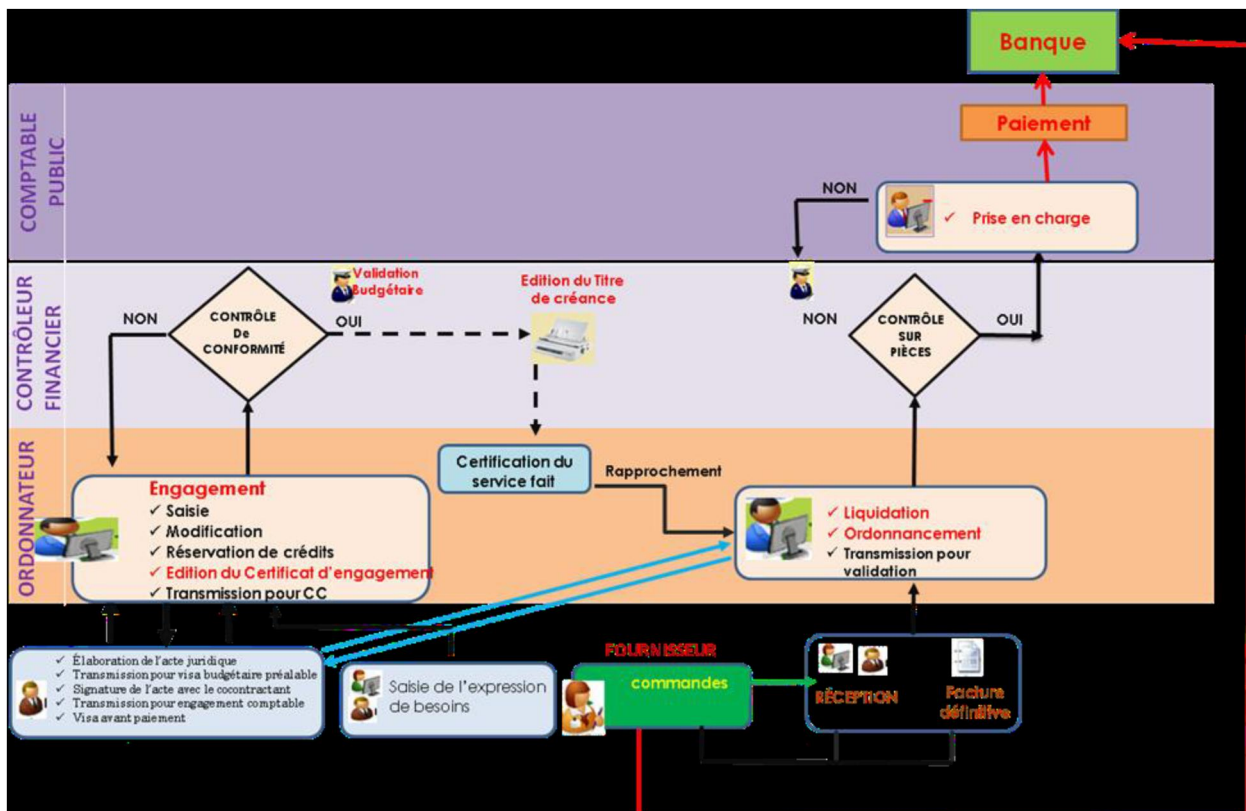 Banque
COMPTABLE
PUBLIC
Paiement
NON
✓ Prise en charge
CONTRÔLEUR
FINANCIER
Validation
Budgétaire
Edition du Titre
de créance
NON
CONTRÔLE
De
CONFORMITÉ
OUI
NON
CONTRÔLE
SUR
PIÈCES
OUI
ORDONNATEUR
Engagement
✓ Saisie
✓ Modification
✓ Réservation de crédits
✓ Edition du Certificat d'engagement
✓ Transmission pour CC
Certification du
service fait
Rapprochement
✓ Liquidation
✓ Ordonnancement
✓ Transmission pour
validation
✓ Élaboration de l'acte juridique
✓ Transmission pour visa budgétaire préalable
✓ Signature de l'acte avec le cocontractant
✓ Transmission pour engagement comptable
✓ Visa avant paiement
Saisie de l'expression
de besoins
FOURNISSEUR
commandes
RÉCEPTION
Facture
définitive